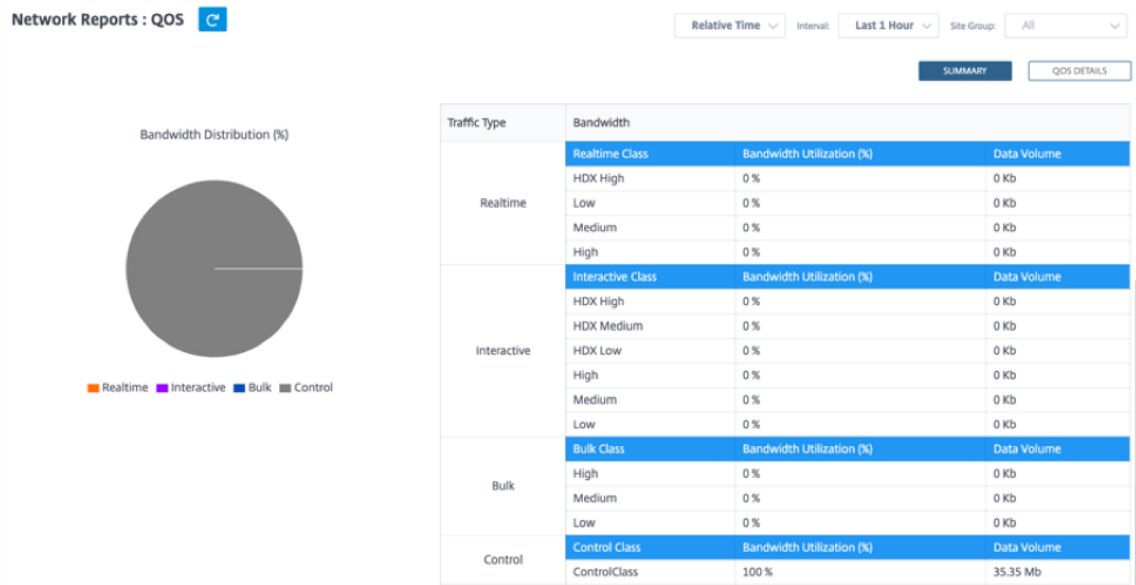 Network Reports : QOS
Relative Time Interval: Last 1 Hour Site Group: All
SUMMARY QOS DETAILS
Bandwidth Distribution (%)
Realtime Interactive Bulk Control
Traffic Type Bandwidth
Realtime
Realtime Class Bandwidth Utilization (%) Data Volume
HDX High 0 % 0 Kb
Low 0 % 0 Kb
Medium 0 % 0 Kb
High 0 % 0 Kb
Interactive
Interactive Class Bandwidth Utilization (%) Data Volume
HDX High 0 % 0 Kb
HDX Medium 0 % 0 Kb
HDX Low 0 % 0 Kb
High 0 % 0 Kb
Medium 0 % 0 Kb
Low 0 % 0 Kb
Bulk
Bulk Class Bandwidth Utilization (%) Data Volume
High 0 % 0 Kb
Medium 0 % 0 Kb
Low 0 % 0 Kb
Control
Control Class Bandwidth Utilization (%) Data Volume
ControlClass 100 % 35.35 Mb